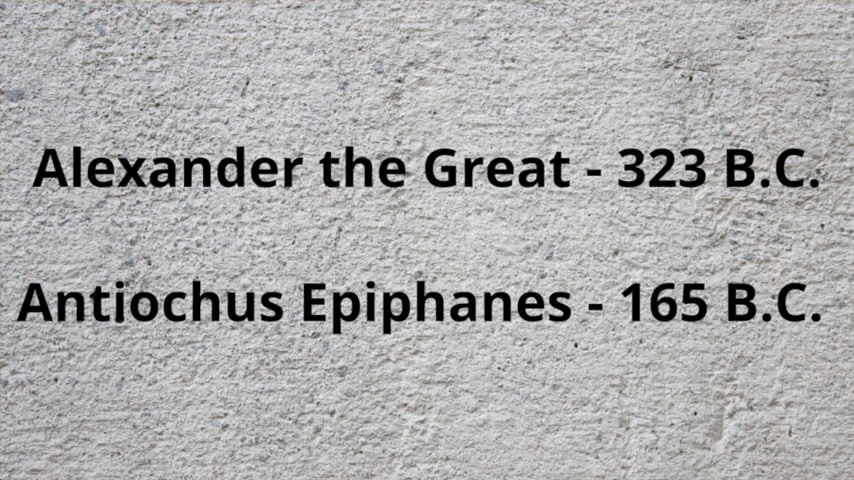 Alexander the Great - 323 B.C.
Antiochus Epiphanes - 165 B.C.